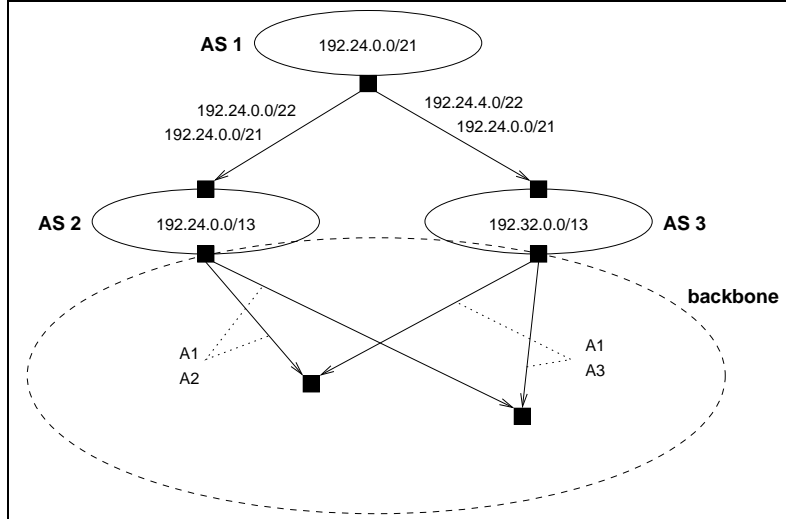 AS 1
192.24.0.0/21
192.24.0.0/22
192.24.0.0/21
192.24.4.0/22
192.24.0.0/21
AS 2
192.24.0.0/13
192.32.0.0/13
AS 3
backbone
A1
A2
A1
A3